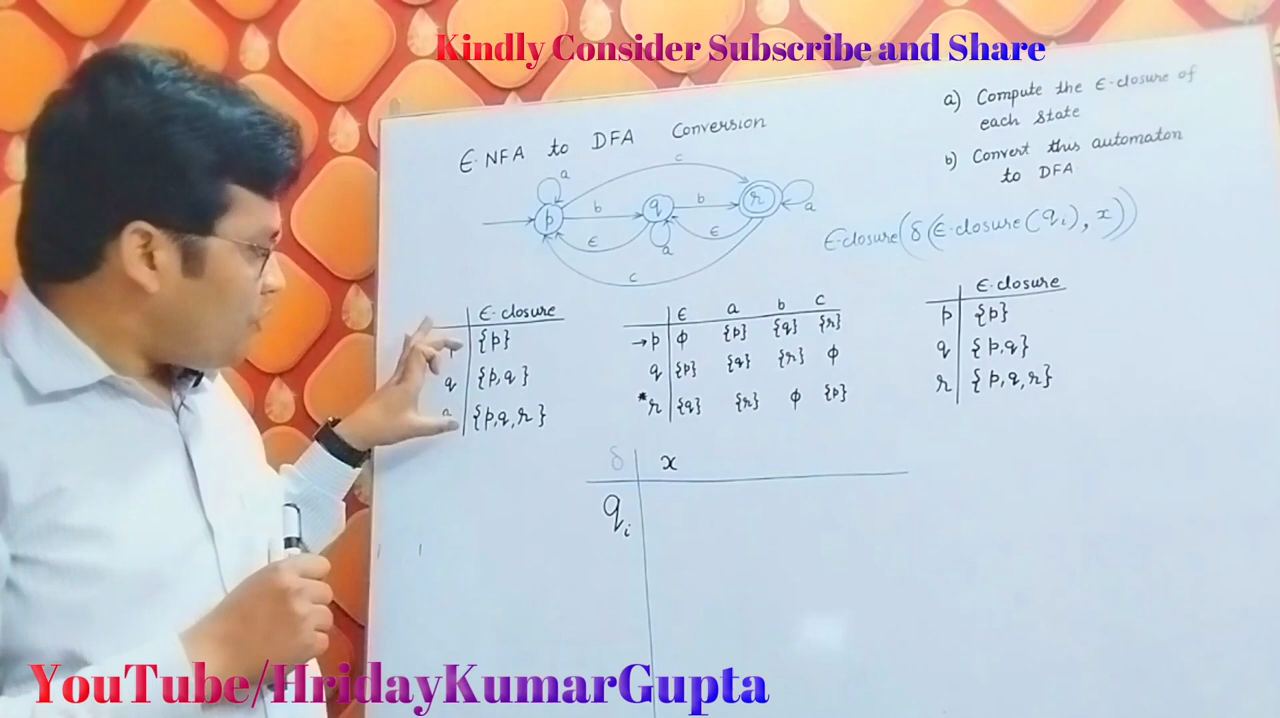 Kindly Consider Subscribe and Share
ε-NFA to DFA Conversion
a) Compute the ε-closure of
each state
b) Convert this automaton
to DFA
c
a
p b q b r
a
ε a ε
c
ε-closure(δ(ε-closure(qi), x))
ε-closure
{p}
q {p,q}
{p,q,r}
ε a b c
→p φ {p} {q} {r}
q {p} {q} {r} φ
*r {q} {r} φ {p}
ε-closure
p {p}
q {p,q}
r {p,q,r}
δ x
qi
YouTube/HridayKumarGupta